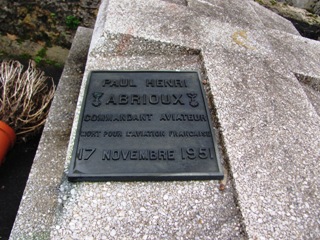 PAUL HENRI
ABRIOUX
COMMANDANT AVIATEUR
MORT POUR L'AVIATION FRANÇAISE
17 NOVEMBRE 1951